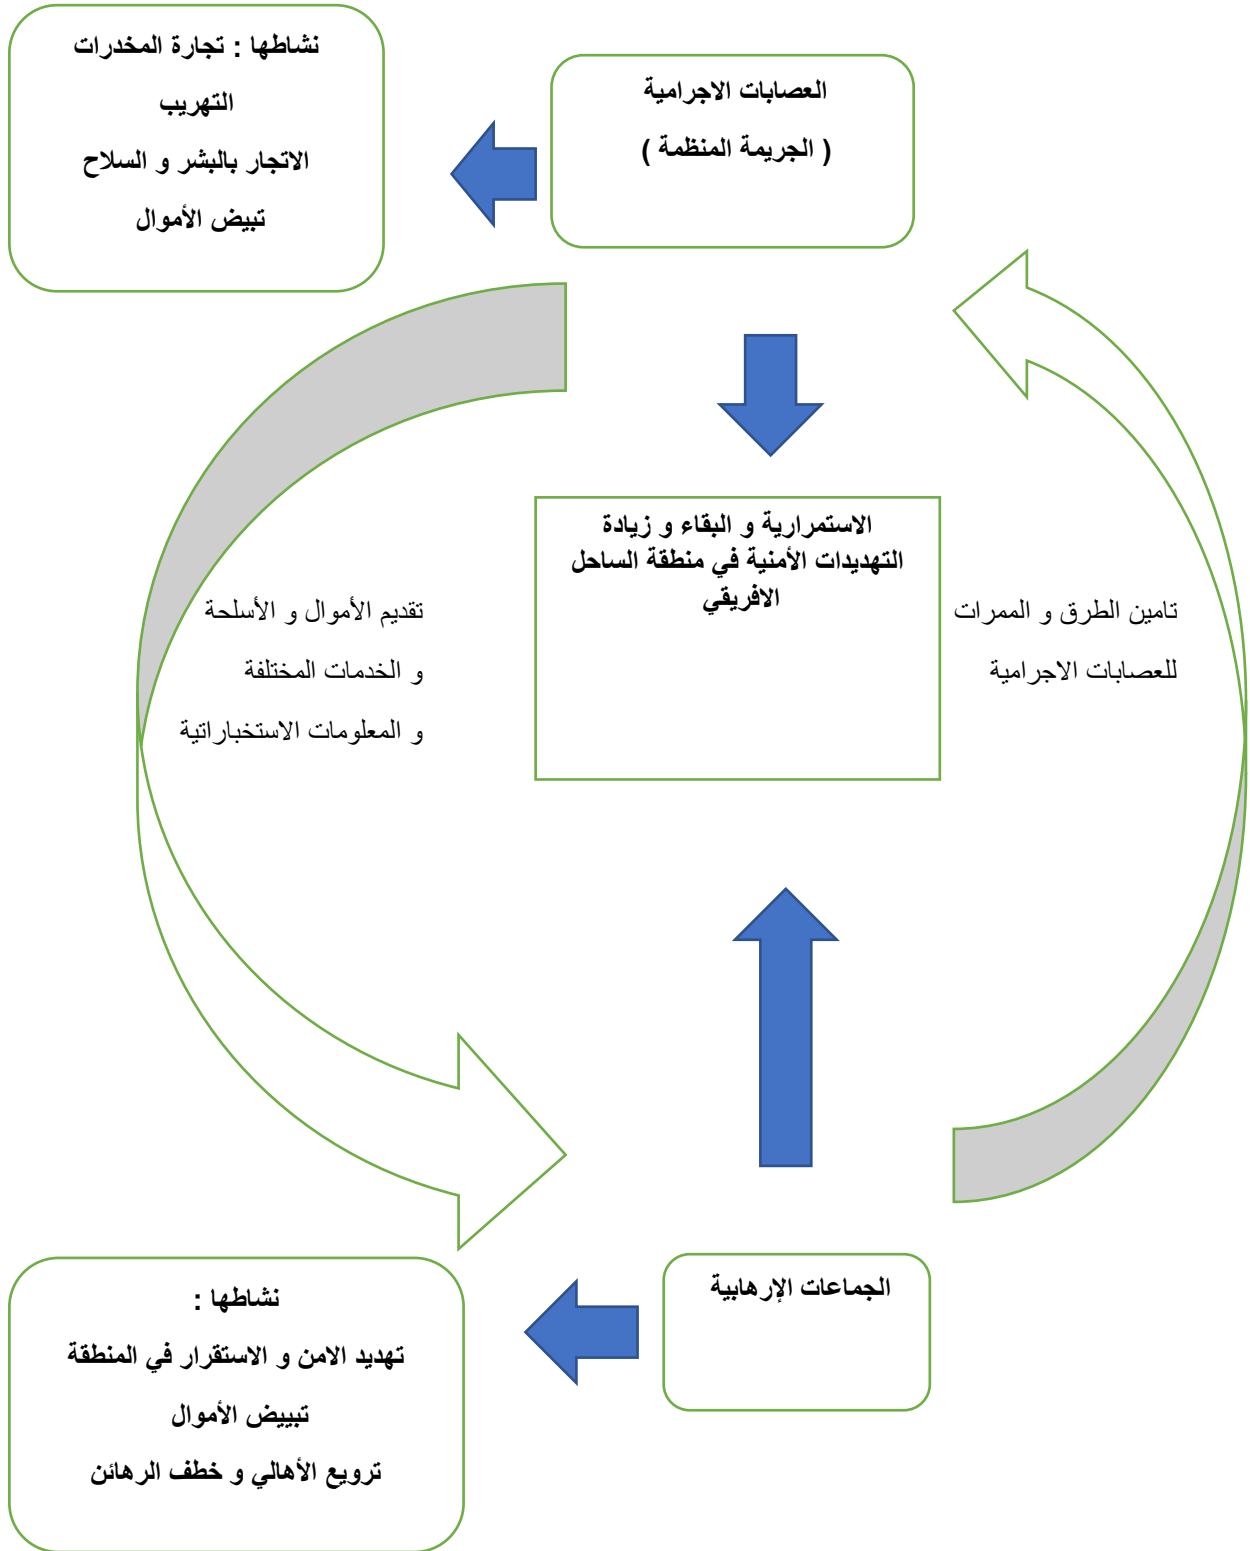 نشاطها : تجارة المخدرات
التهريب
الاتجار بالبشر و السلاح
تبيض الأموال
العصابات الاجرامية
( الجريمة المنظمة )
الاستمرارية و البقاء و زيادة
التهديدات الأمنية في منطقة الساحل
الافريقي
تامين الطرق و الممرات
للعصابات الاجرامية
تقديم الأموال و الأسلحة
و الخدمات المختلفة
و المعلومات الاستخباراتية
الجماعات الإرهابية
نشاطها :
تهديد الامن و الاستقرار في المنطقة
تبييض الأموال
ترويع الأهالي و خطف الرهائن